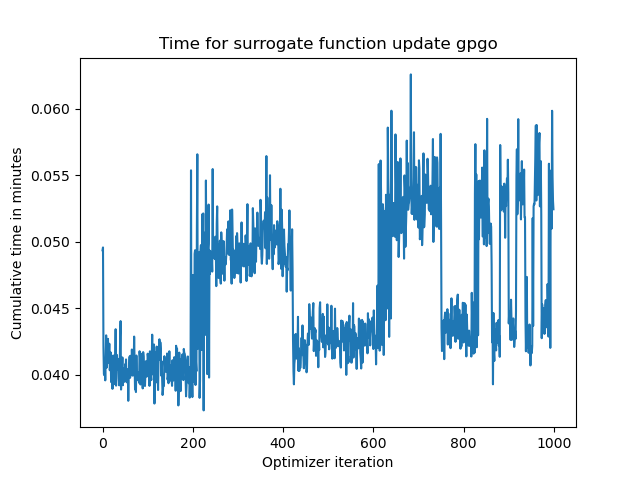 Time for surrogate function update gpgo
0.060
0.055
0.050
0.045
0.040
Cumulative time in minutes
0 200 400 600 800 1000
Optimizer iteration